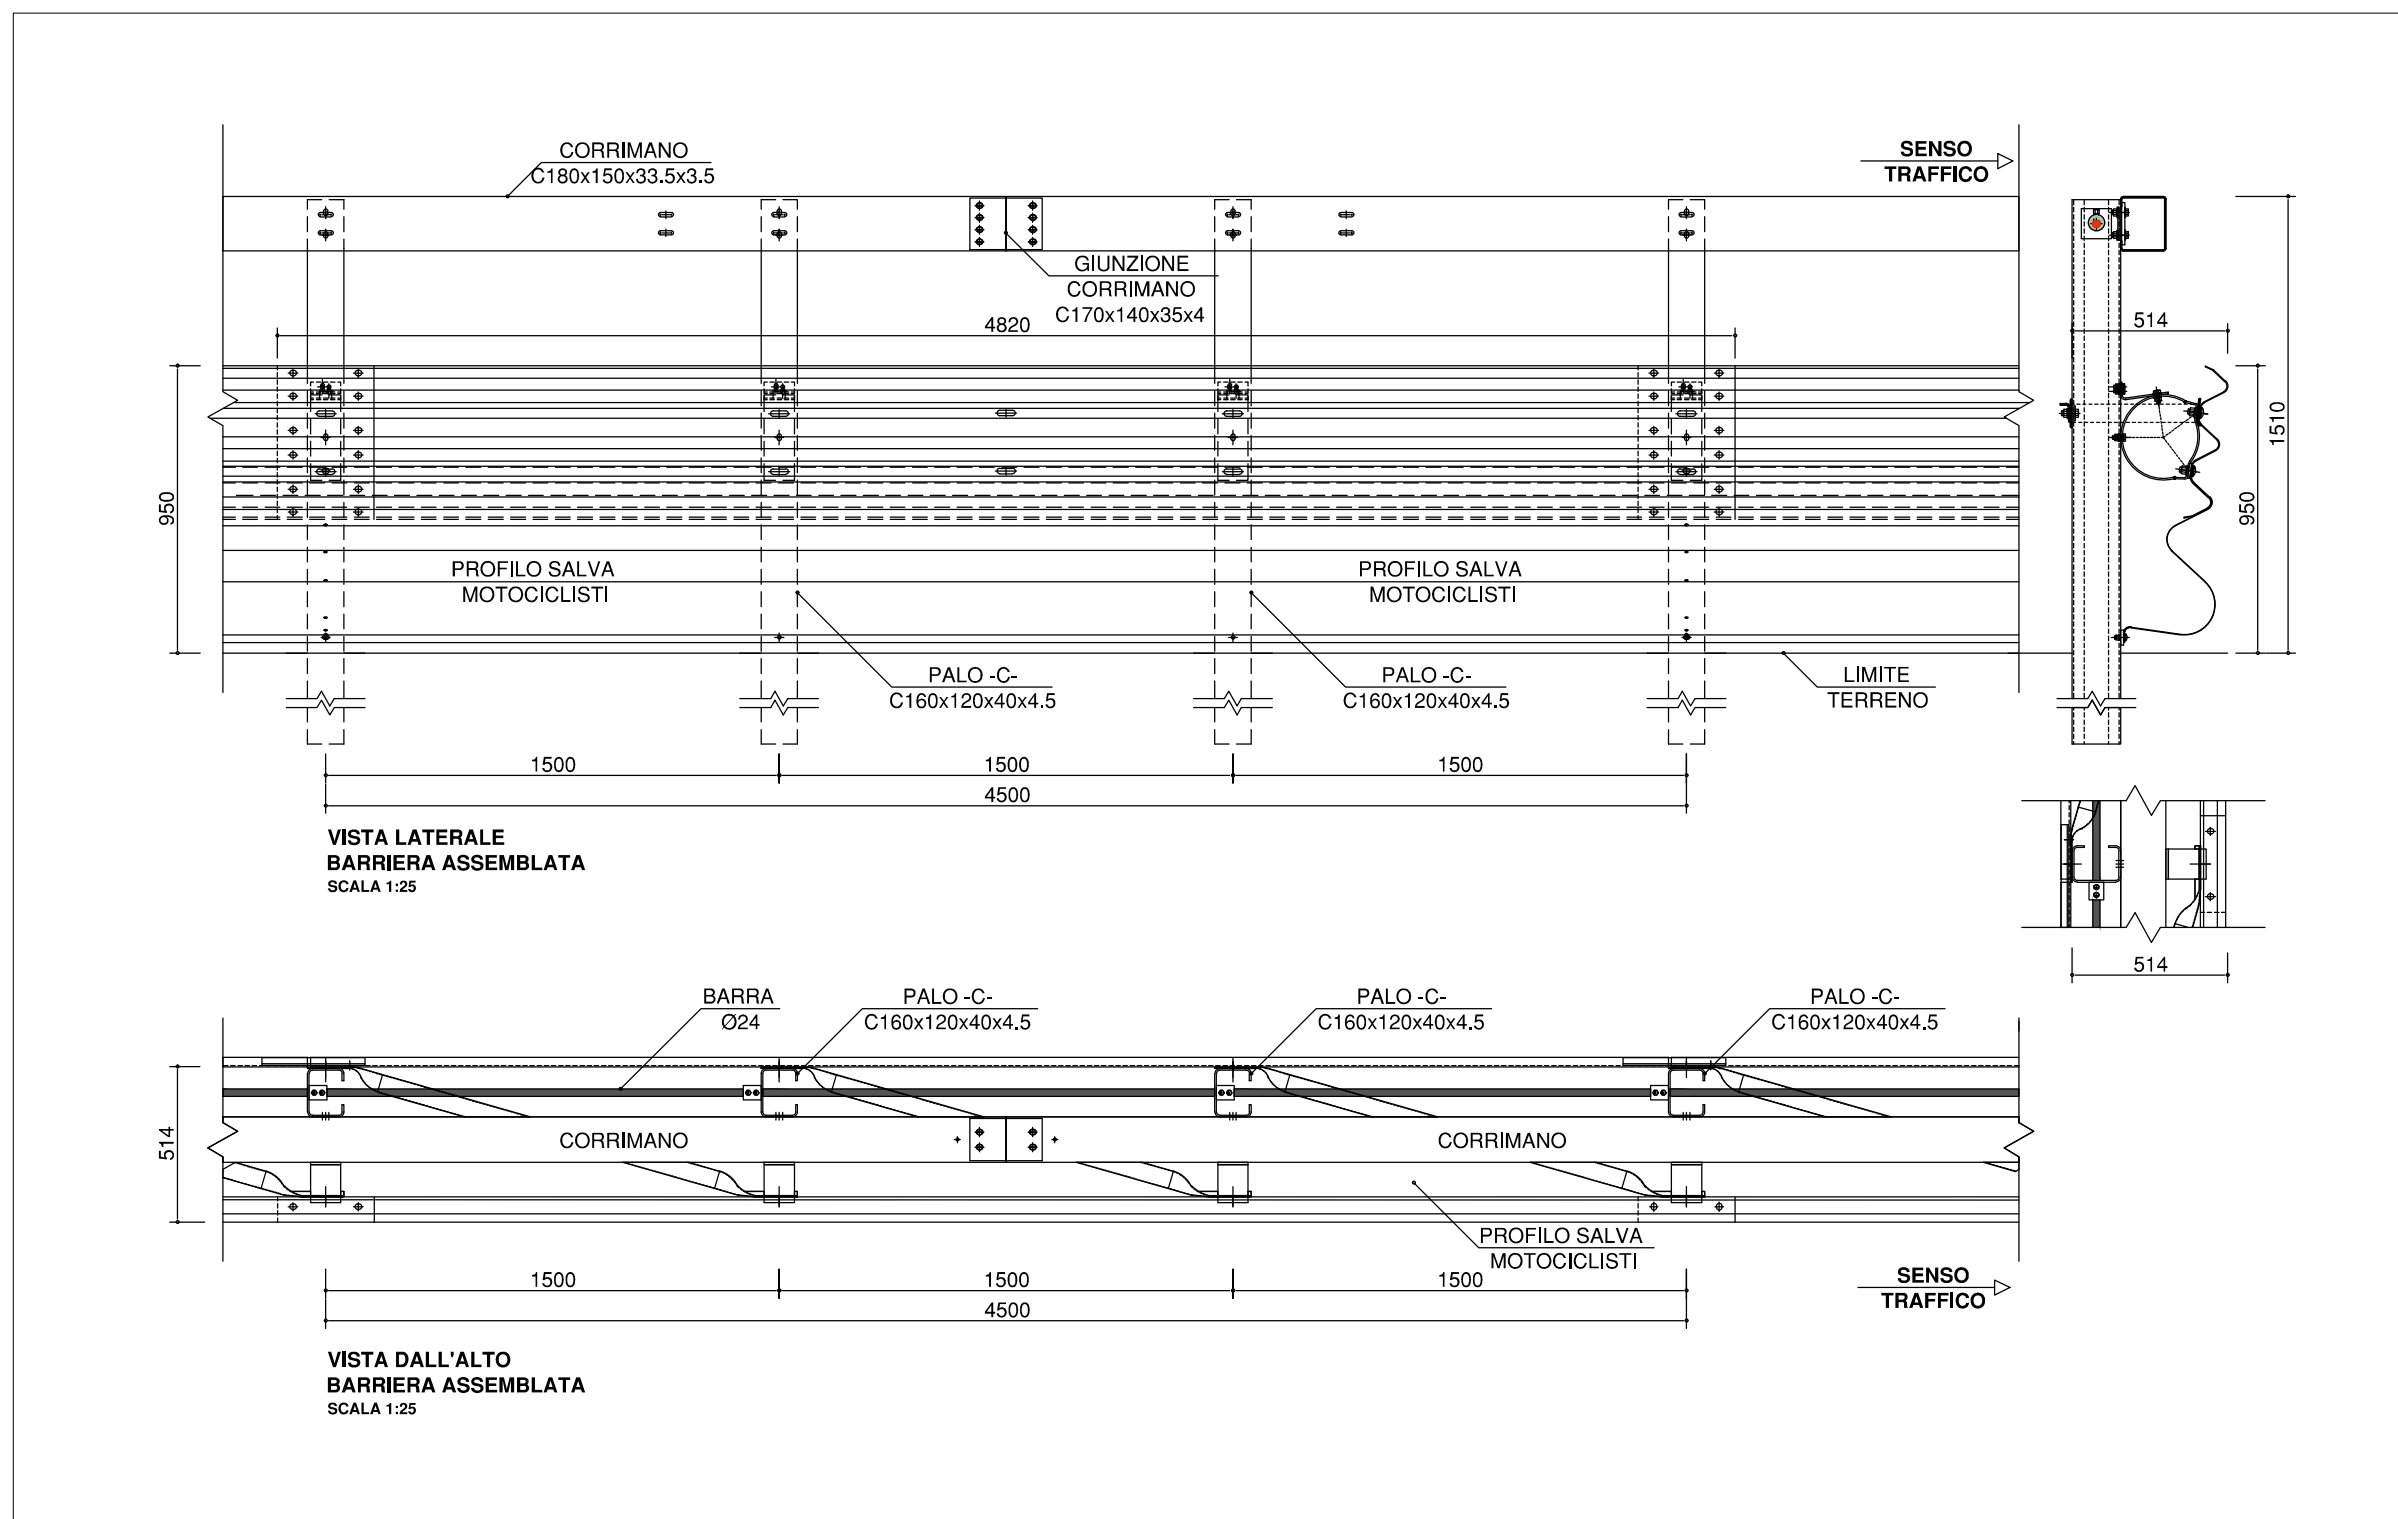 CORRIMANO
C180x150x33.5x3.5
SENSO
TRAFFICO
GIUNZIONE
CORRIMANO
C170x140x35x4
4820
514
950
1510
950
PROFILO SALVA
MOTOCICLISTI
PROFILO SALVA
MOTOCICLISTI
PALO -C-
C160x120x40x4.5
PALO -C-
C160x120x40x4.5
LIMITE
TERRENO
1500
1500
1500
4500
VISTA LATERALE
BARRIERA ASSEMBLATA
SCALA 1:25
514
BARRA
Ø24
PALO -C-
C160x120x40x4.5
PALO -C-
C160x120x40x4.5
PALO -C-
C160x120x40x4.5
514
CORRIMANO
CORRIMANO
PROFILO SALVA
MOTOCICLISTI
1500
1500
1500
4500
SENSO
TRAFFICO
VISTA DALL'ALTO
BARRIERA ASSEMBLATA
SCALA 1:25